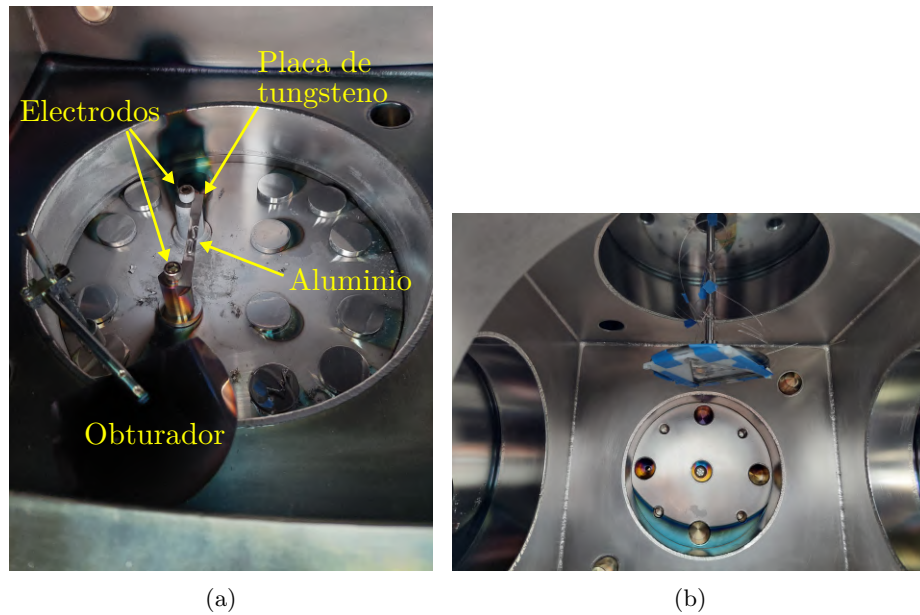 Placa de
tungsteno
Electrodos
Aluminio
Obturador
(a)
(b)